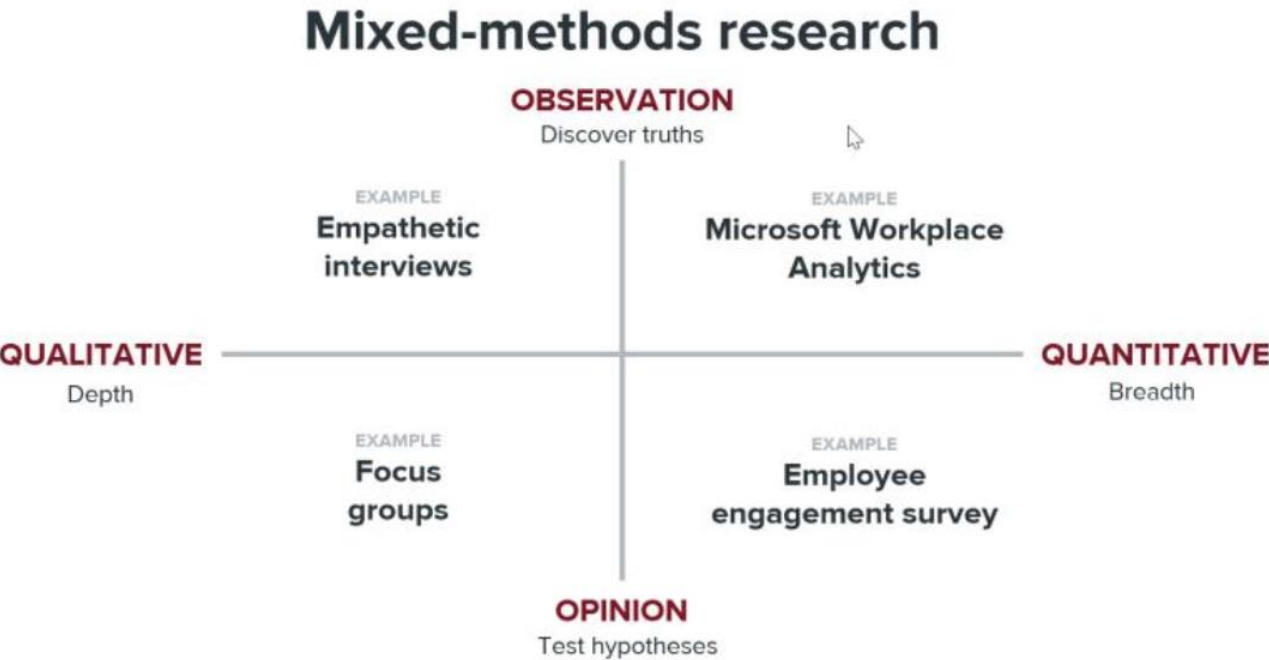 Mixed-methods research
OBSERVATION
Discover truths
EXAMPLE
Empathetic
interviews
EXAMPLE
Microsoft Workplace
Analytics
QUALITATIVE
Depth
QUANTITATIVE
Breadth
EXAMPLE
Focus
groups
EXAMPLE
Employee
engagement survey
OPINION
Test hypotheses